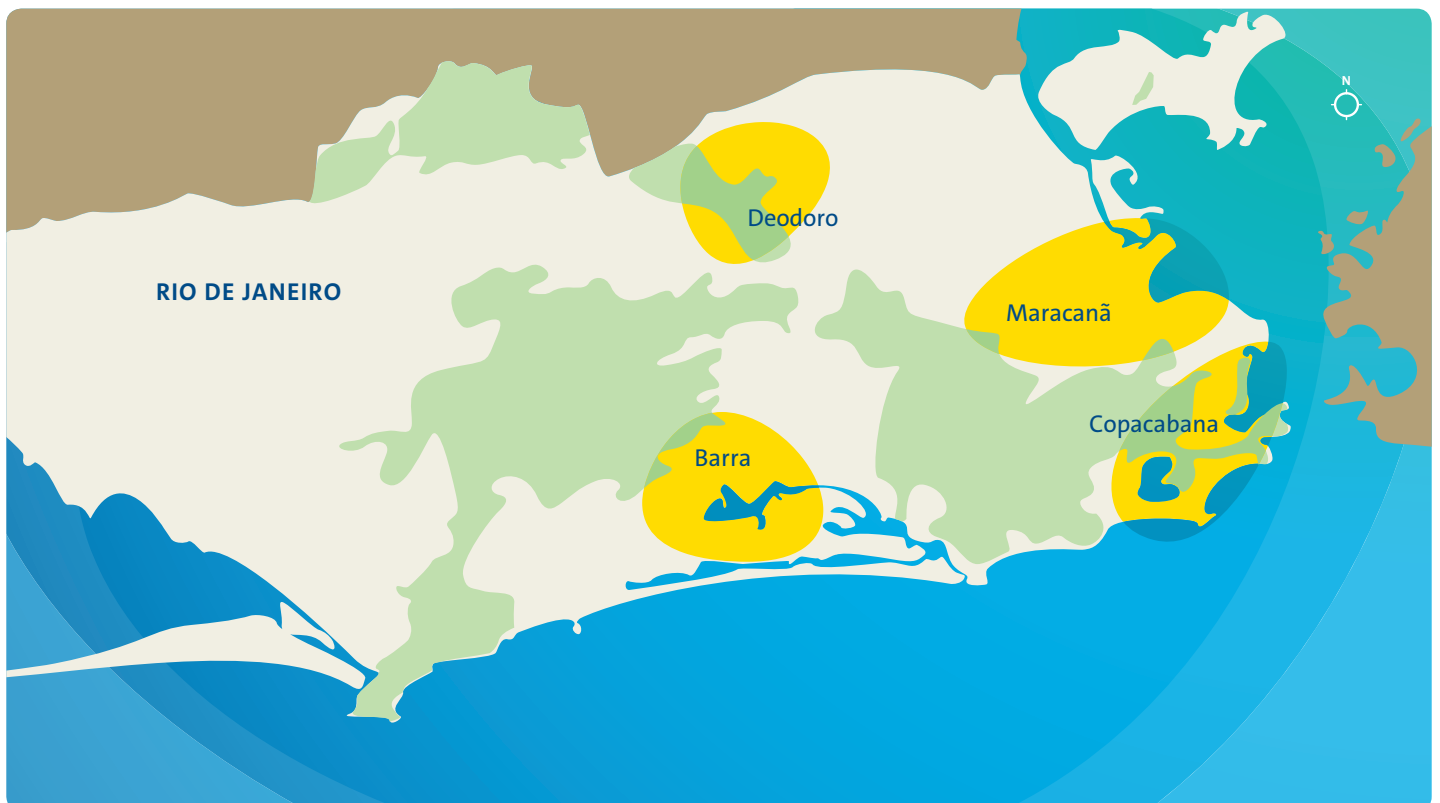 N
Deodoro
RIO DE JANEIRO
Maracanã
Copacabana
Barra